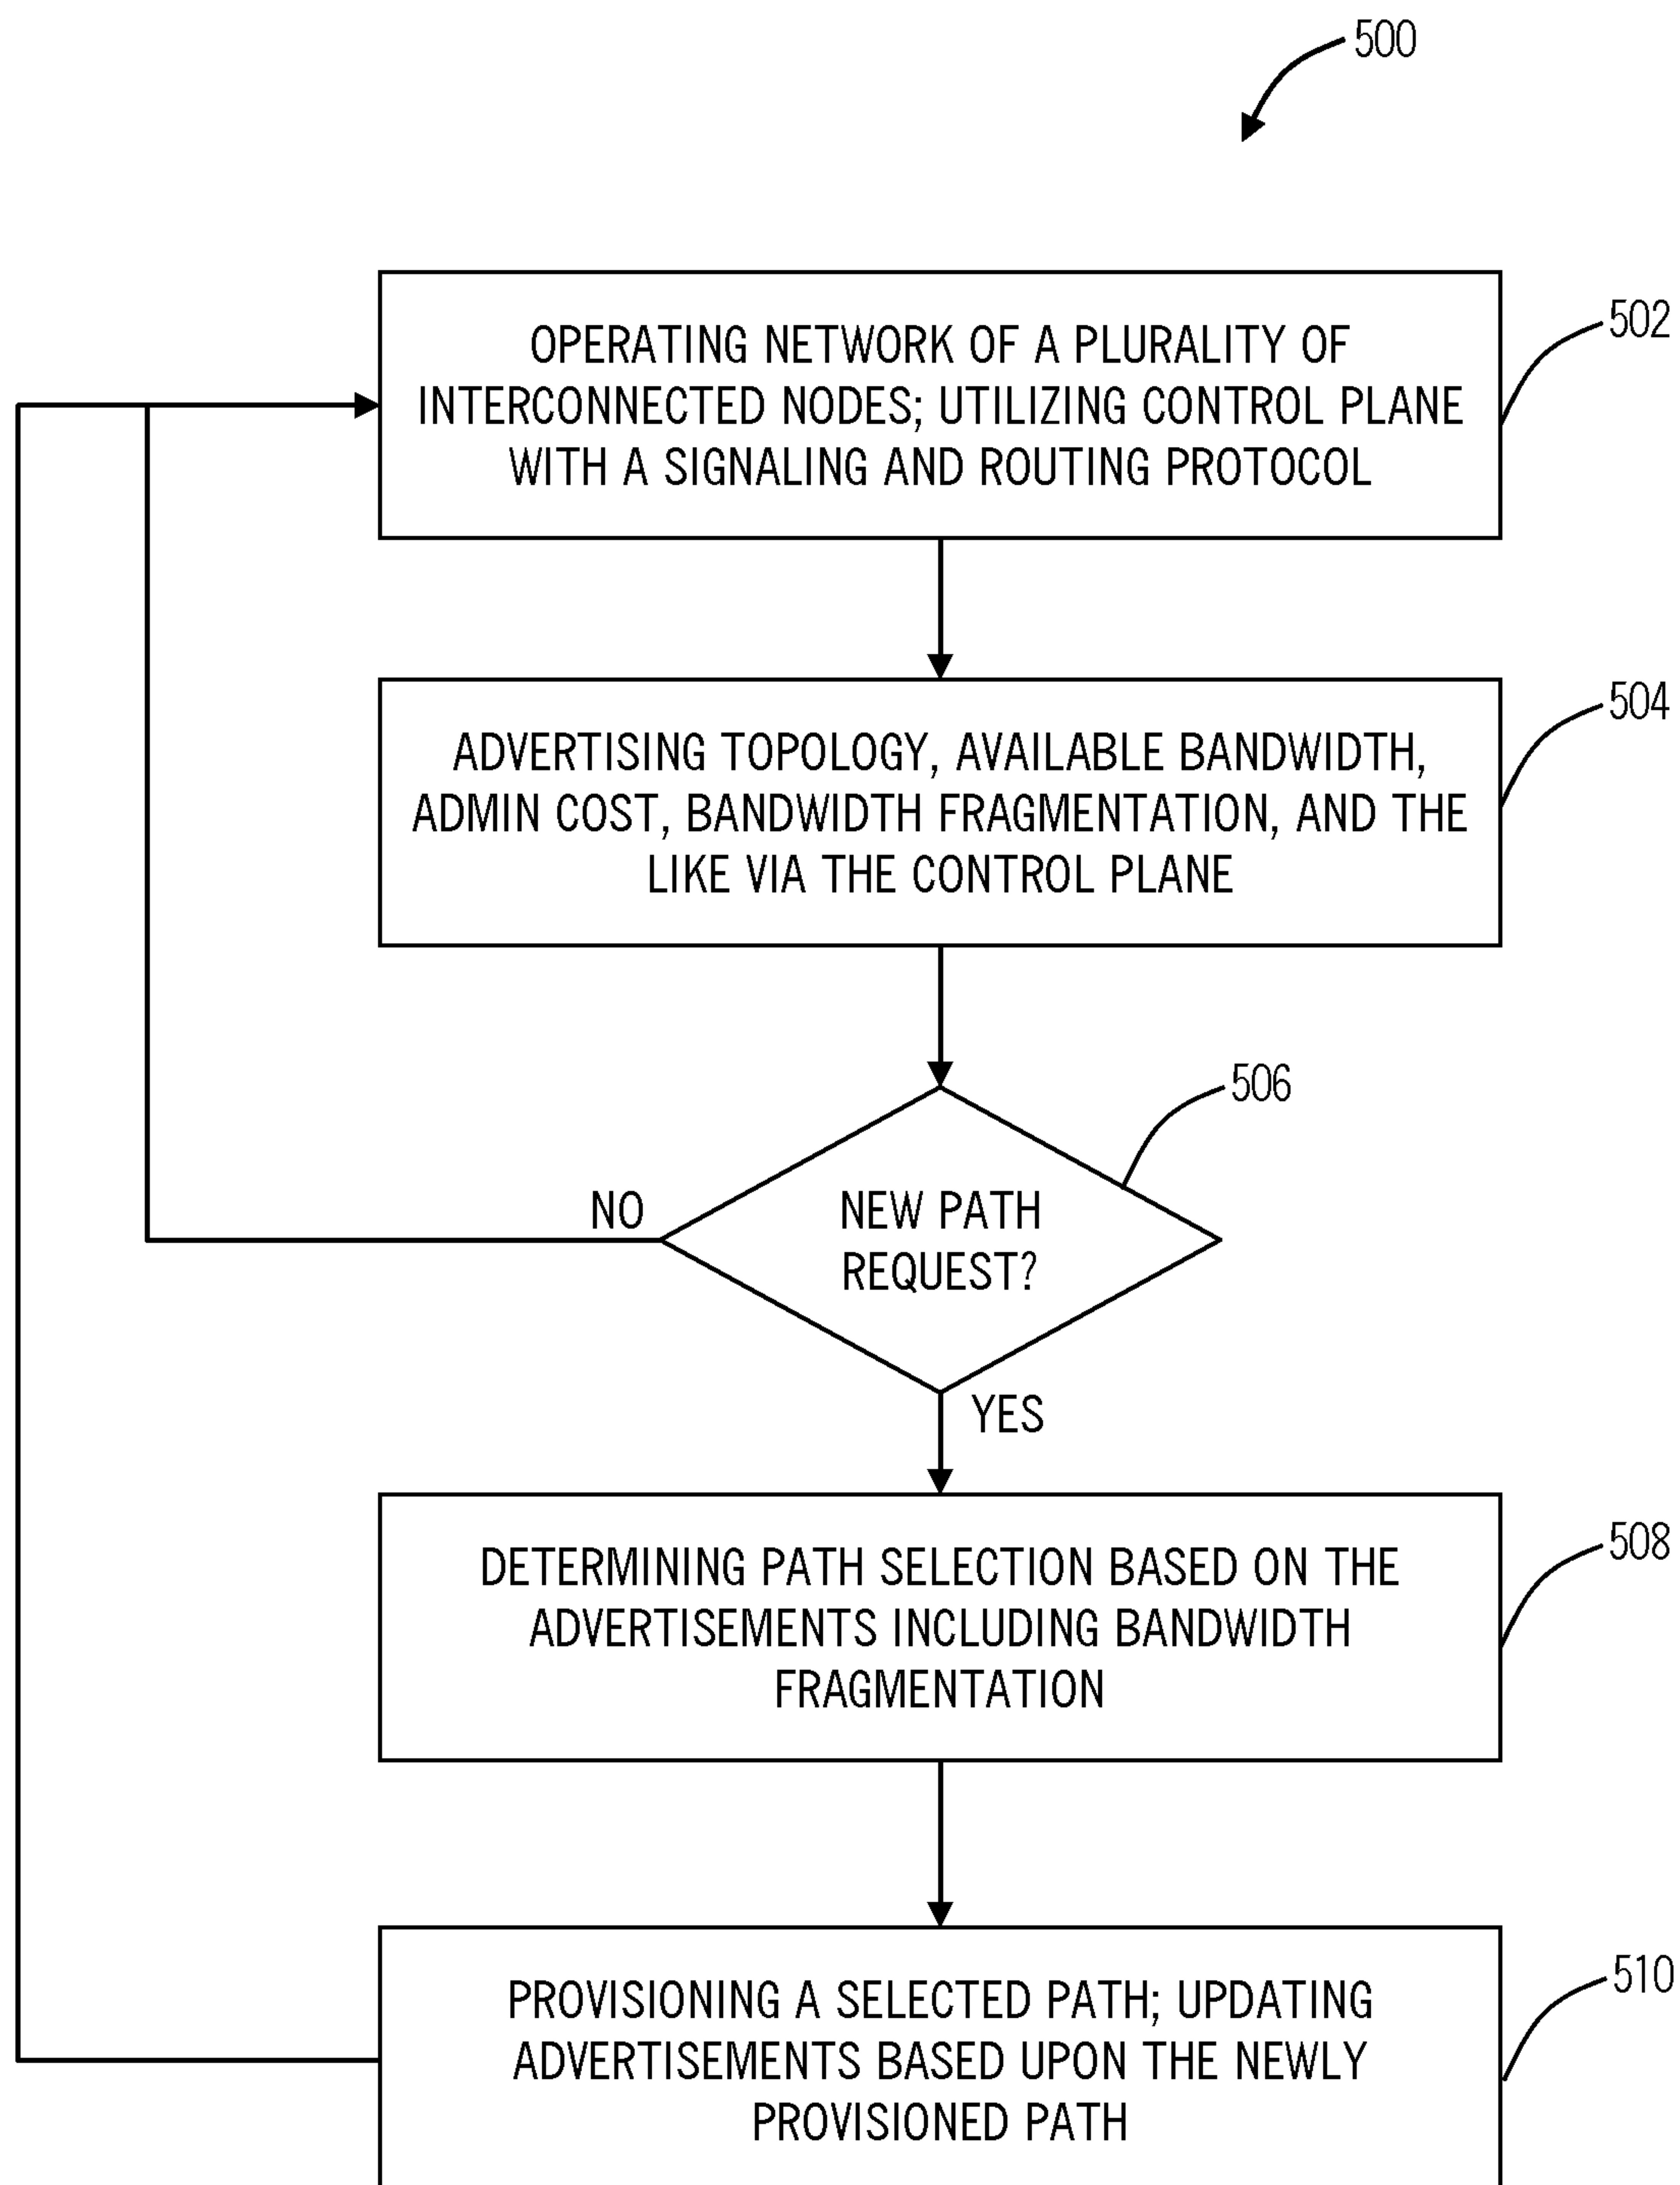 500
OPERATING NETWORK OF A PLURALITY OF
INTERCONNECTED NODES; UTILIZING CONTROL PLANE
WITH A SIGNALING AND ROUTING PROTOCOL
502
ADVERTISING TOPOLOGY, AVAILABLE BANDWIDTH,
ADMIN COST, BANDWIDTH FRAGMENTATION, AND THE
LIKE VIA THE CONTROL PLANE
504
506
NEW PATH
REQUEST?
NO
YES
DETERMINING PATH SELECTION BASED ON THE
ADVERTISEMENTS INCLUDING BANDWIDTH
FRAGMENTATION
508
PROVISIONING A SELECTED PATH; UPDATING
ADVERTISEMENTS BASED UPON THE NEWLY
PROVISIONED PATH
510